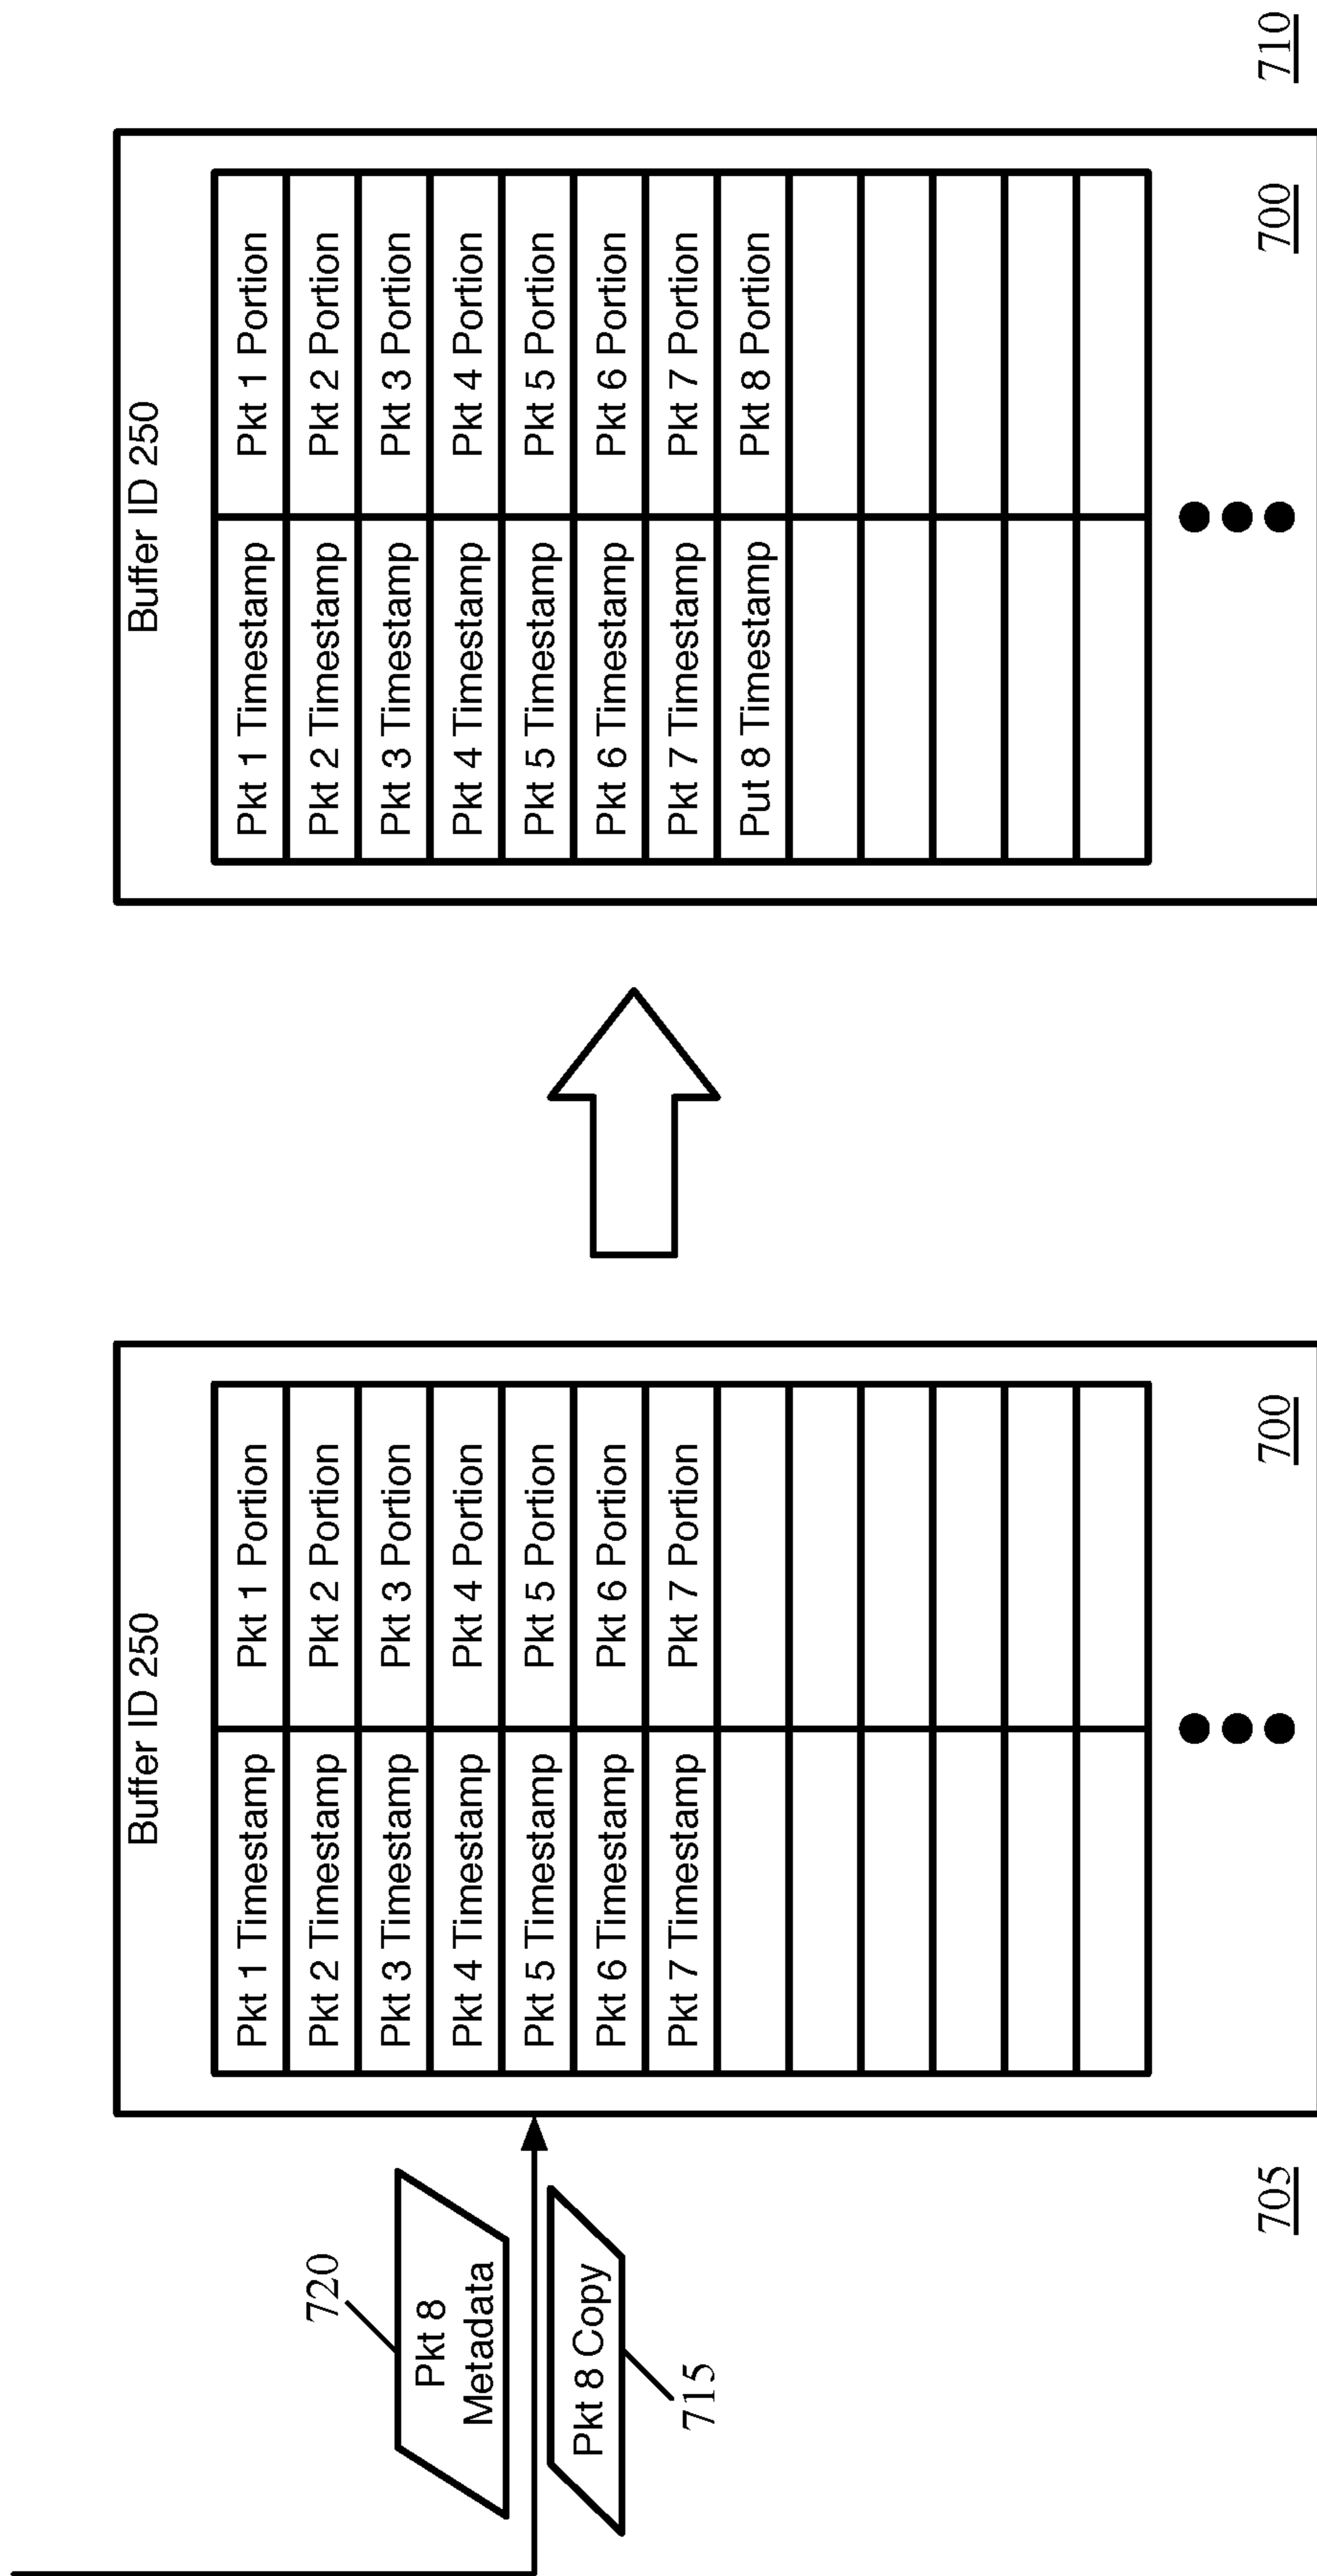 720
Pkt 8
Metadata
Pkt 8 Copy
715
705
Buffer ID 250
Pkt 1 Timestamp Pkt 1 Portion
Pkt 2 Timestamp Pkt 2 Portion
Pkt 3 Timestamp Pkt 3 Portion
Pkt 4 Timestamp Pkt 4 Portion
Pkt 5 Timestamp Pkt 5 Portion
Pkt 6 Timestamp Pkt 6 Portion
Pkt 7 Timestamp Pkt 7 Portion
700
Buffer ID 250
Pkt 1 Timestamp Pkt 1 Portion
Pkt 2 Timestamp Pkt 2 Portion
Pkt 3 Timestamp Pkt 3 Portion
Pkt 4 Timestamp Pkt 4 Portion
Pkt 5 Timestamp Pkt 5 Portion
Pkt 6 Timestamp Pkt 6 Portion
Pkt 7 Timestamp Pkt 7 Portion
Put 8 Timestamp Pkt 8 Portion
700
710